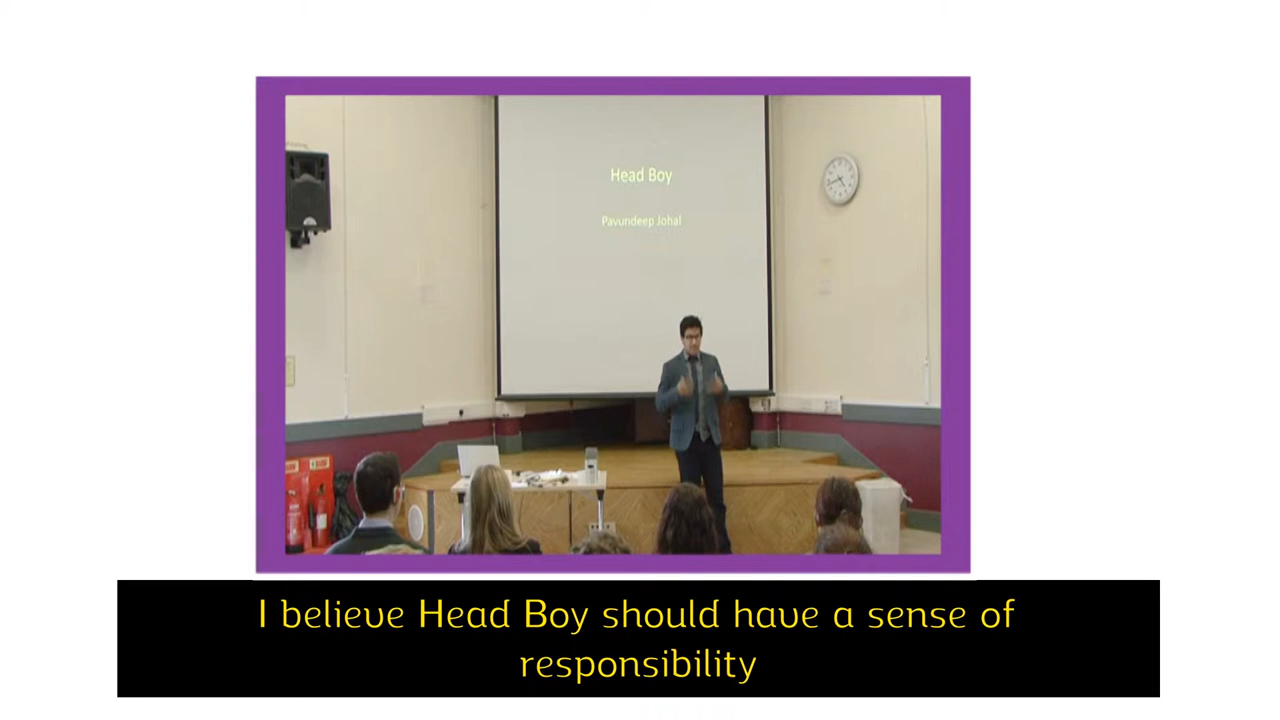 Head Boy
Pavundeep Johal
I believe Head Boy should have a sense of
responsibility